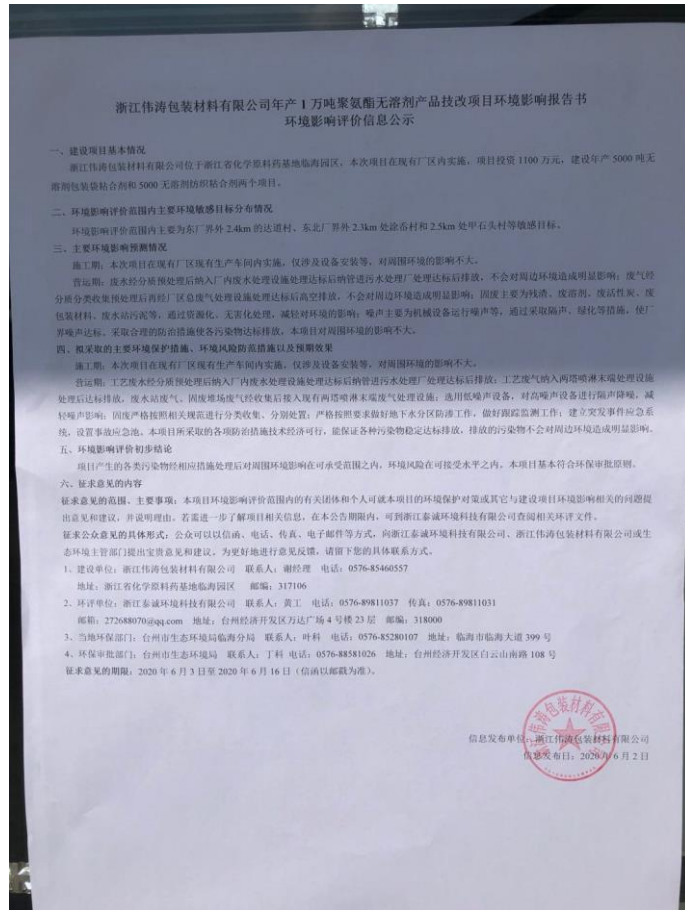 浙江伟涛包装材料有限公司年产 1 万吨聚氨酯无溶剂产品技改项目环境影响报告书
环境影响评价信息公示
一、建设项目基本情况
浙江伟涛包装材料有限公司位于浙江省化学原料药基地临海园区。本次项目在现有厂区内实施，项目投资 1100 万元，建设年产 5000 吨无
溶剂包装袋粘合剂和 5000 无溶剂纺织粘合剂两个项目。
二、环境影响评价范围内主要环境敏感目标分布情况
环境影响评价范围内主要为东厂界外 2.4km 的达道村、东北厂界外 2.3km 处涂岙村和 2.5km 处甲石头村等敏感目标。
三、主要环境影响预测情况
施工期：本次项目在现有厂区现有生产车间内实施，仅涉及设备安装等，对周围环境的影响不大。
营运期：废水经分质预处理后纳入厂内废水处理设施处理达标后纳管进污水处理厂处理达标后排放，不会对周边环境造成明显影响；废气经
分质分类收集预处理后再经厂区总废气处理设施处理达标后高空排放，不会对周边环境造成明显影响；固废主要为残渣、废溶剂、废活性炭、废
包装材料、废水站污泥等，通过资源化、无害化处理，减轻对环境的影响；噪声主要为机械设备运行噪声等，通过采取隔声、绿化等措施，使厂
界噪声达标。采取合理的防治措施使各污染物达标排放，本项目对周围环境的影响不大。
四、拟采取的主要环境保护措施、环境风险防范措施以及预期效果
施工期：本次项目在现有厂区现有生产车间内实施，仅涉及设备安装等，对周围环境的影响不大。
营运期：工艺废水经分质预处理后纳入厂内废水处理设施处理达标后纳管进污水处理厂处理达标后排放；工艺废气纳入两塔喷淋末端处理设施
处理后达标排放，废水站废气、固废堆场废气经收集后接入现有两塔喷淋末端废气处理设施；选用低噪声设备，对高噪声设备进行隔声降噪，减
轻噪声影响；固废严格按照相关规范进行分类收集、分别处置；严格按照要求做好地下水分区防渗工作，做好跟踪监测工作；建立突发事件应急系
统，设置事故应急池。本项目所采取的各项防治措施技术经济可行，能保证各种污染物稳定达标排放，排放的污染物不会对周边环境造成明显影响。
五、环境影响评价初步结论
项目产生的各类污染物经相应措施处理后对周围环境影响在可承受范围之内，环境风险在可接受水平之内，本项目基本符合环保审批原则。
六、征求意见的内容
征求意见的范围、主要事项：本项目环境影响评价范围内的有关团体和个人可就本项目的环境保护对策或其它与建设项目环境影响相关的问题提
出意见和建议，并说明理由。若需进一步了解项目相关信息，在本公告期限内，可到浙江泰诚环境科技有限公司查阅相关环评文件。
征求公众意见的具体形式：公众可以以信函、电话、传真、电子邮件等方式，向浙江泰诚环境科技有限公司、浙江伟涛包装材料有限公司或生
态环境主管部门提出宝贵意见和建议，为更好地进行意见反馈，请留下您的具体联系方式。
1、建设单位：浙江伟涛包装材料有限公司 联系人：谢经理 电话：0576-85460557
地址：浙江省化学原料药基地临海园区 邮编：317106
2、环评单位：浙江泰诚环境科技有限公司 联系人：黄工 电话：0576-89811037 传真：0576-89811031
邮箱：272688070@qq.com 地址：台州经济开发区万达广场 4 号楼 23 层 邮编：318000
3、当地环保部门：台州市生态环境局临海分局 联系人：叶科 电话：0576-85280107 地址：临海市临海大道 399 号
4、环保审批部门：台州市生态环境局 联系人：丁科 电话：0576-88581026 地址：台州经济开发区白云山南路 108 号
征求意见的期限：2020 年 6 月 3 日至 2020 年 6 月 16 日（信函以邮戳为准）。
信息发布单位：浙江伟涛包装材料有限公司
信息发布日：2020 年 6 月 2 日
浙江伟涛包装材料有限公司